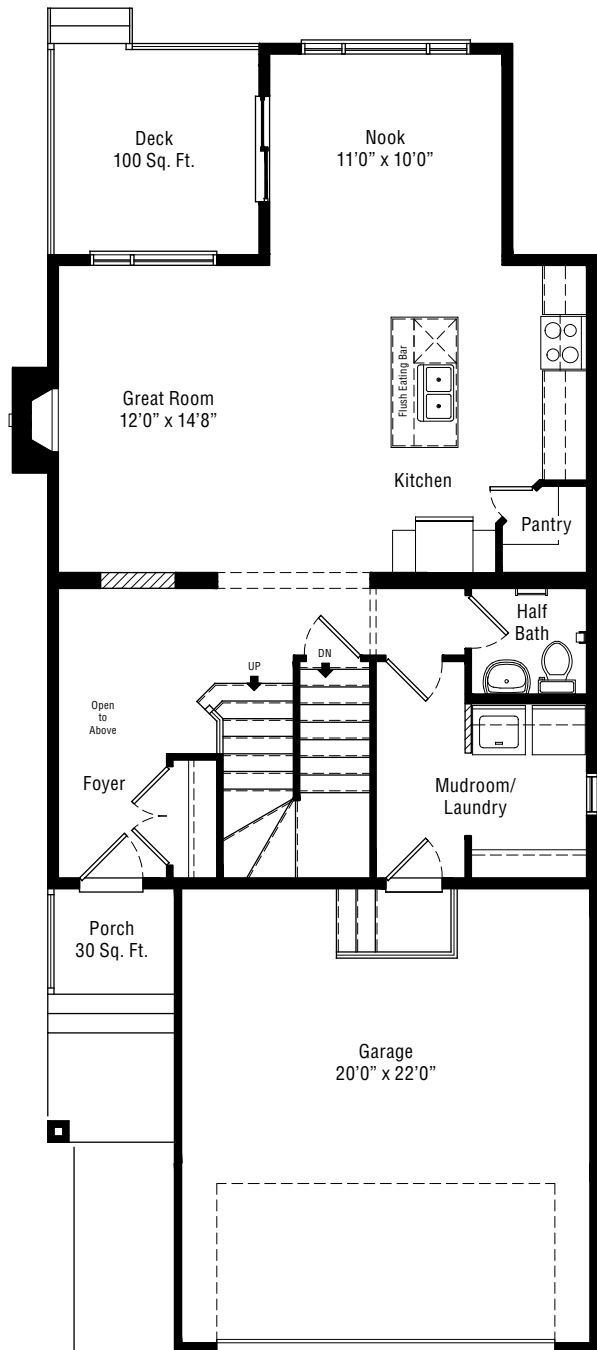 Deck
100 Sq. Ft.
Nook
11’0” x 10’0”
Great Room
12’0” x 14’8”
Flush Eating Bar
Kitchen
Pantry
Half
Bath
UP
DN
Open
to
Above
Foyer
Mudroom/
Laundry
Porch
30 Sq. Ft.
Garage
20’0” x 22’0”